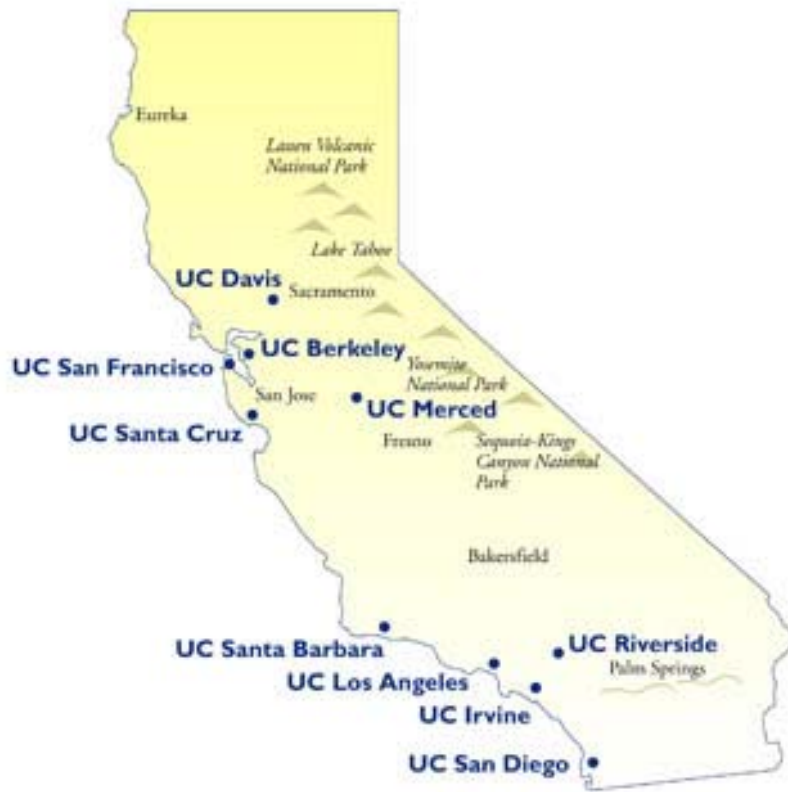 Eureka
Lassen Volcanic
National Park
Lake Tahoe
UC Davis
Sacramento
UC Berkeley
UC San Francisco
Yosemite
National Park
San Jose
UC Merced
UC Santa Cruz
Fresno
Sequoia-Kings
Canyon National
Park
Bakersfield
UC Santa Barbara
UC Riverside
Palm Springs
UC Los Angeles
UC Irvine
UC San Diego